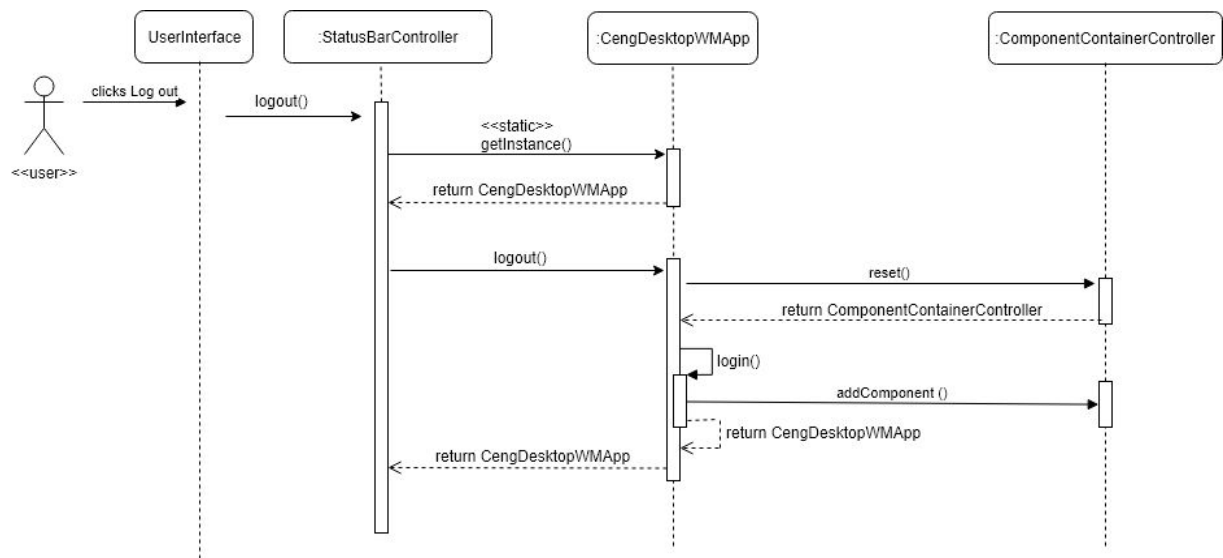 UserInterface
:StatusBarController
:CengDesktopWMApp
:ComponentContainerController
clicks Log out
logout()
<<user>>
<<static>>
getInstance()
return CengDesktopWMApp
logout()
reset()
return ComponentContainerController
login()
addComponent ()
return CengDesktopWMApp
return CengDesktopWMApp